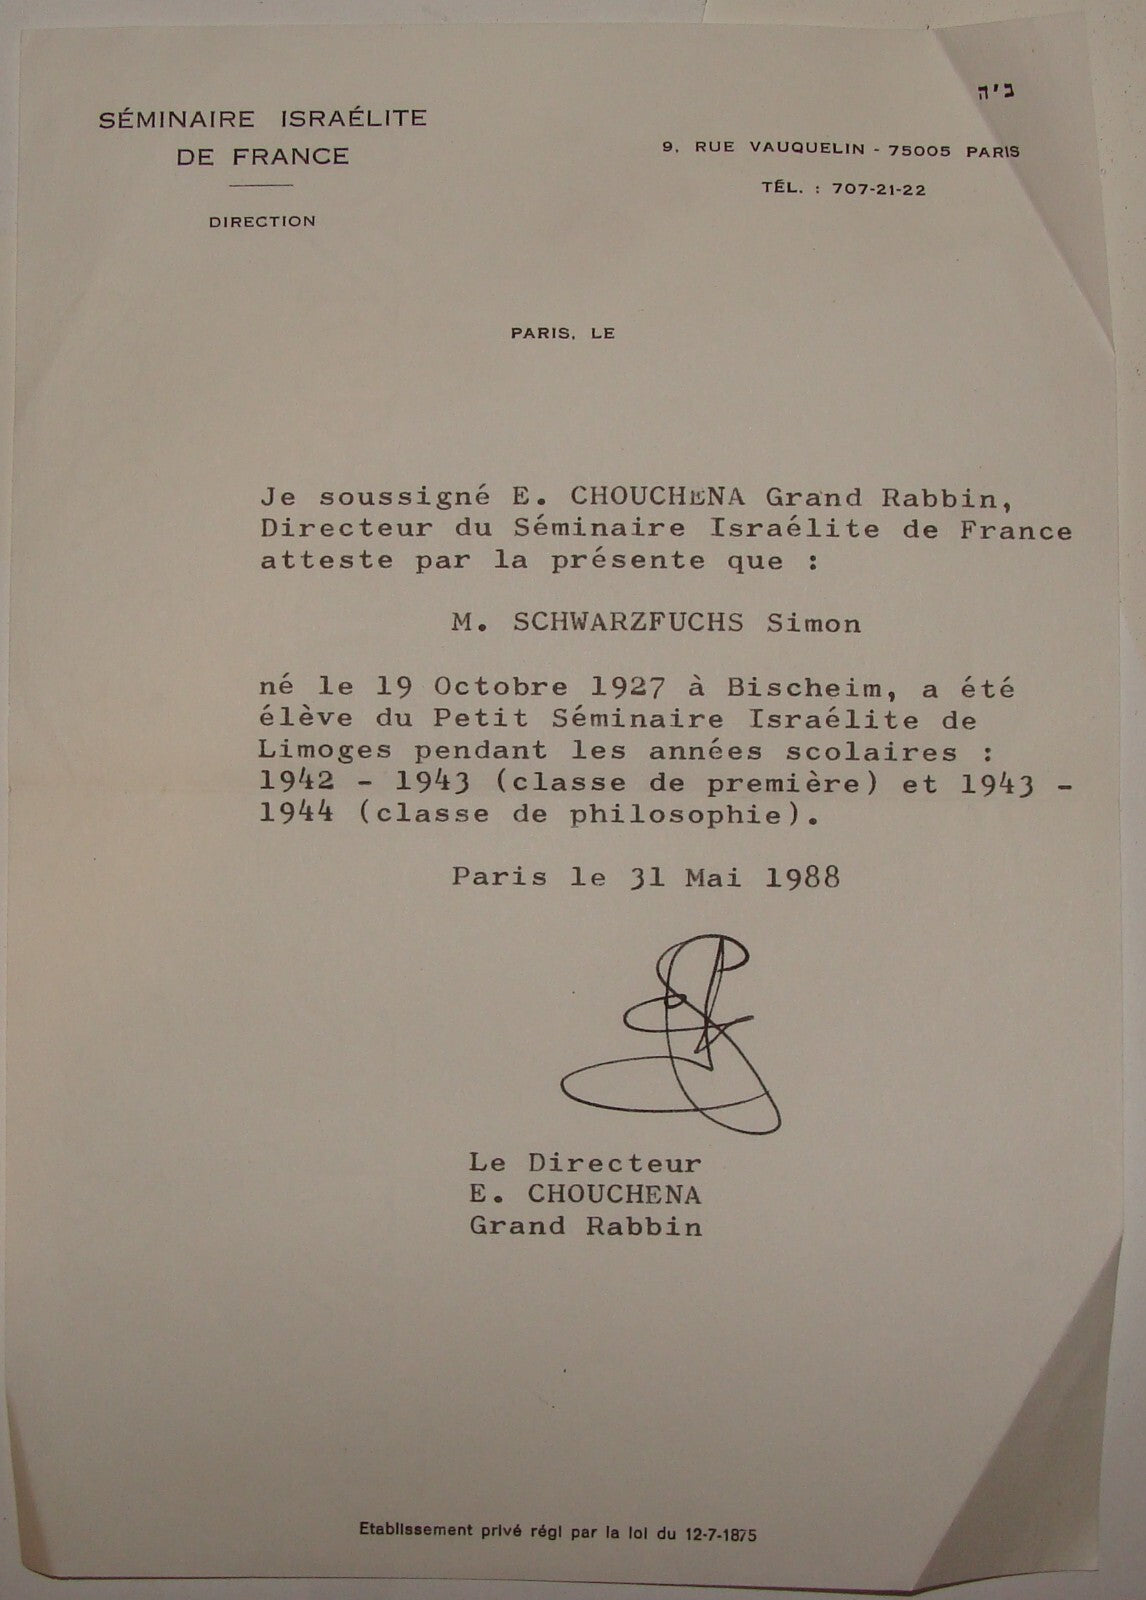 ב״ה
SÉMINAIRE ISRAÉLITE
DE FRANCE
DIRECTION
9, RUE VAUQUELIN - 75005 PARIS
TÉL. : 707-21-22
PARIS, LE
Je soussigné E. CHOUCHENA Grand Rabbin,
Directeur du Séminaire Israélite de France
atteste par la présente que :
M. SCHWARZFUCHS Simon
né le 19 Octobre 1927 à Bischeim, a été
élève du Petit Séminaire Israélite de
Limoges pendant les années scolaires :
1942 - 1943 (classe de première) et 1943 -
1944 (classe de philosophie).
Paris le 31 Mai 1988
Le Directeur
E. CHOUCHENA
Grand Rabbin
Etablissement privé régi par la loi du 12-7-1875